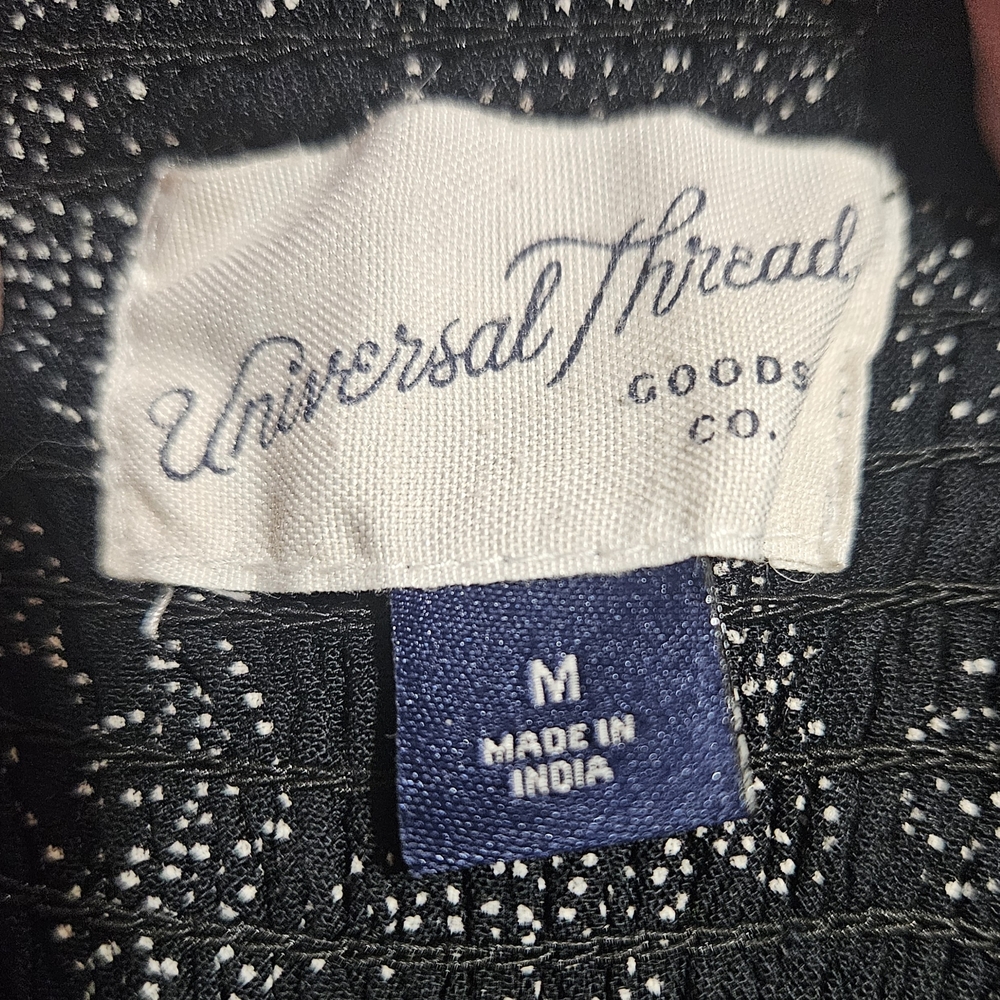 Universal Thread
GOODS
CO.
M
MADE IN
INDIA